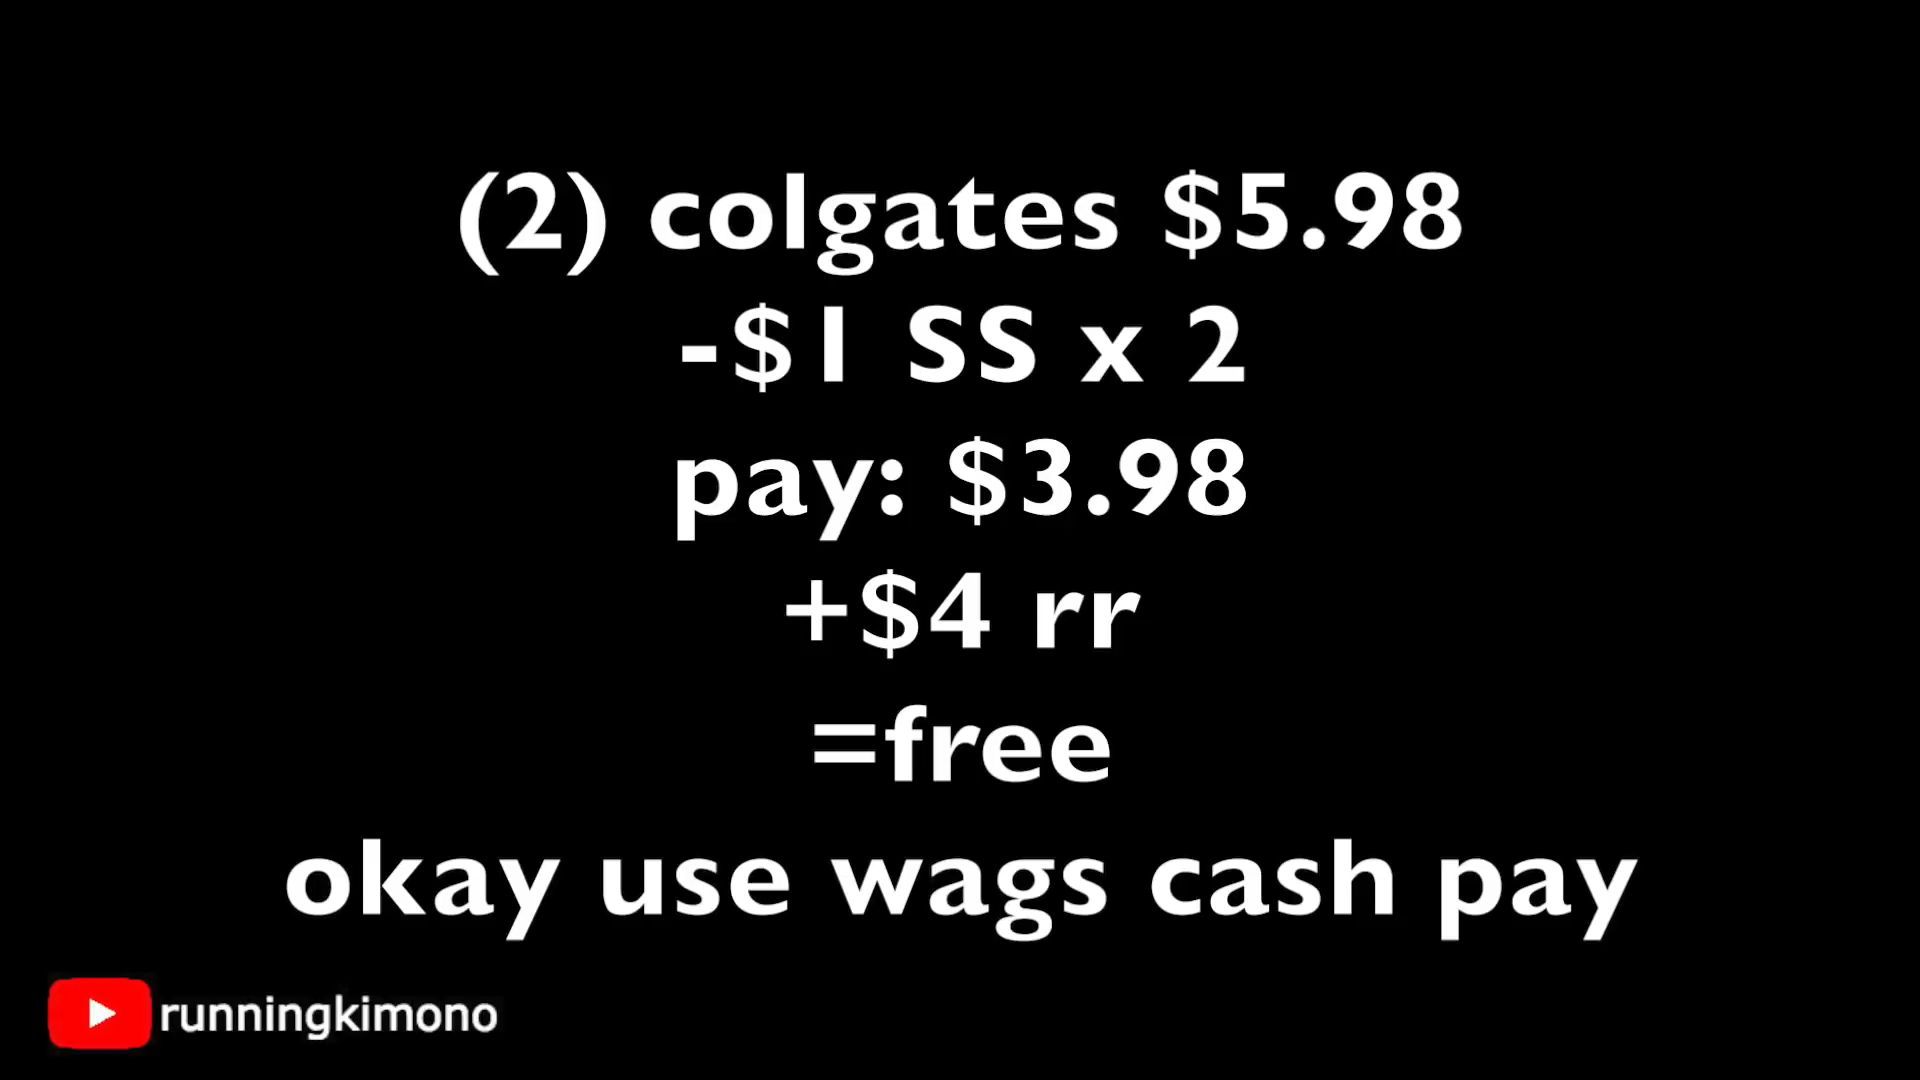 (2) colgates $5.98
-$1 SS x 2
pay: $3.98
+$4 rr
=free
okay use wags cash pay
runningkimono